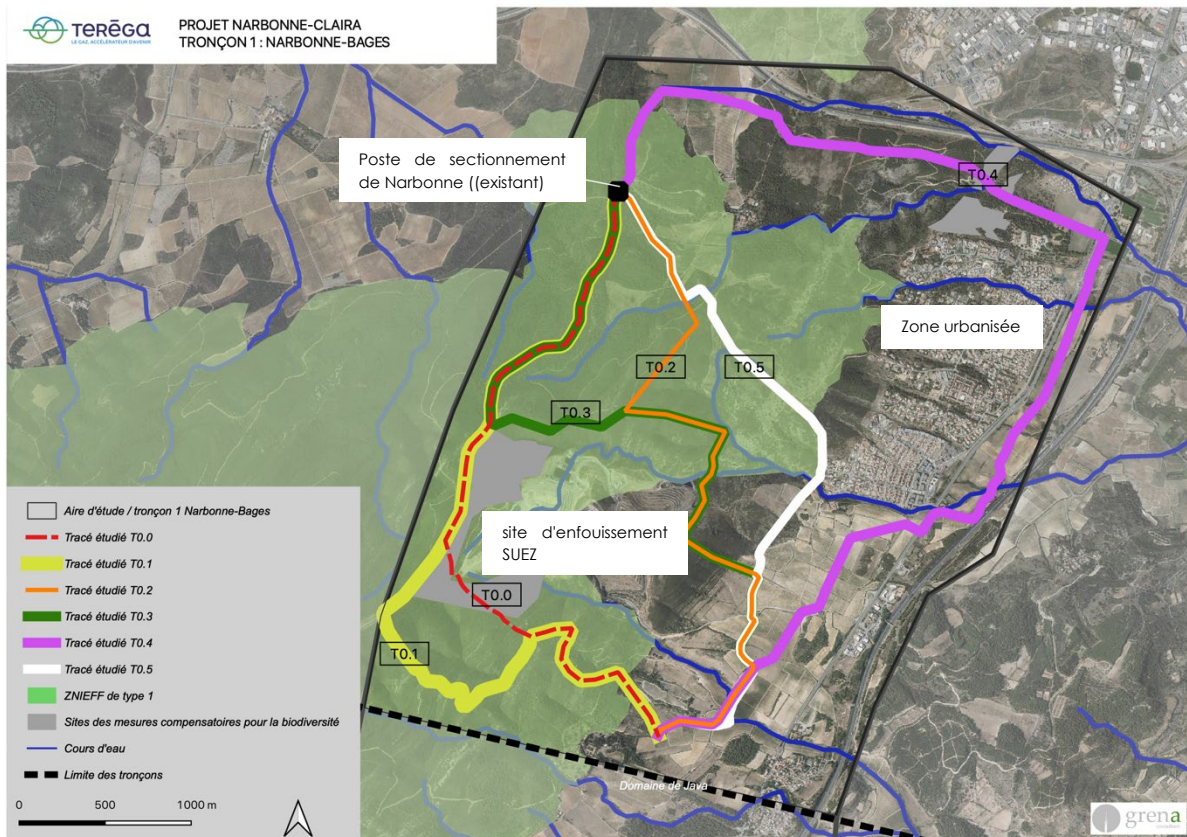 TERĒGA
LE GAZ, ACCÉLÉRATEUR D'AVENIR
PROJET NARBONNE-CLAIRA
TRONÇON 1 : NARBONNE-BAGES
Poste de sectionnement
de Narbonne ((existant)
T0.4
Zone urbanisée
T0.2
T0.5
T0.3
site d'enfouissement
SUEZ
T0.0
T0.1
Domaine de Java
Aire d'étude / tronçon 1 Narbonne-Bages
Tracé étudié T0.0
Tracé étudié T0.1
Tracé étudié T0.2
Tracé étudié T0.3
Tracé étudié T0.4
Tracé étudié T0.5
ZNIEFF de type 1
Sites des mesures compensatoires pour la biodiversité
Cours d'eau
Limite des tronçons
0 500 1000 m
grena